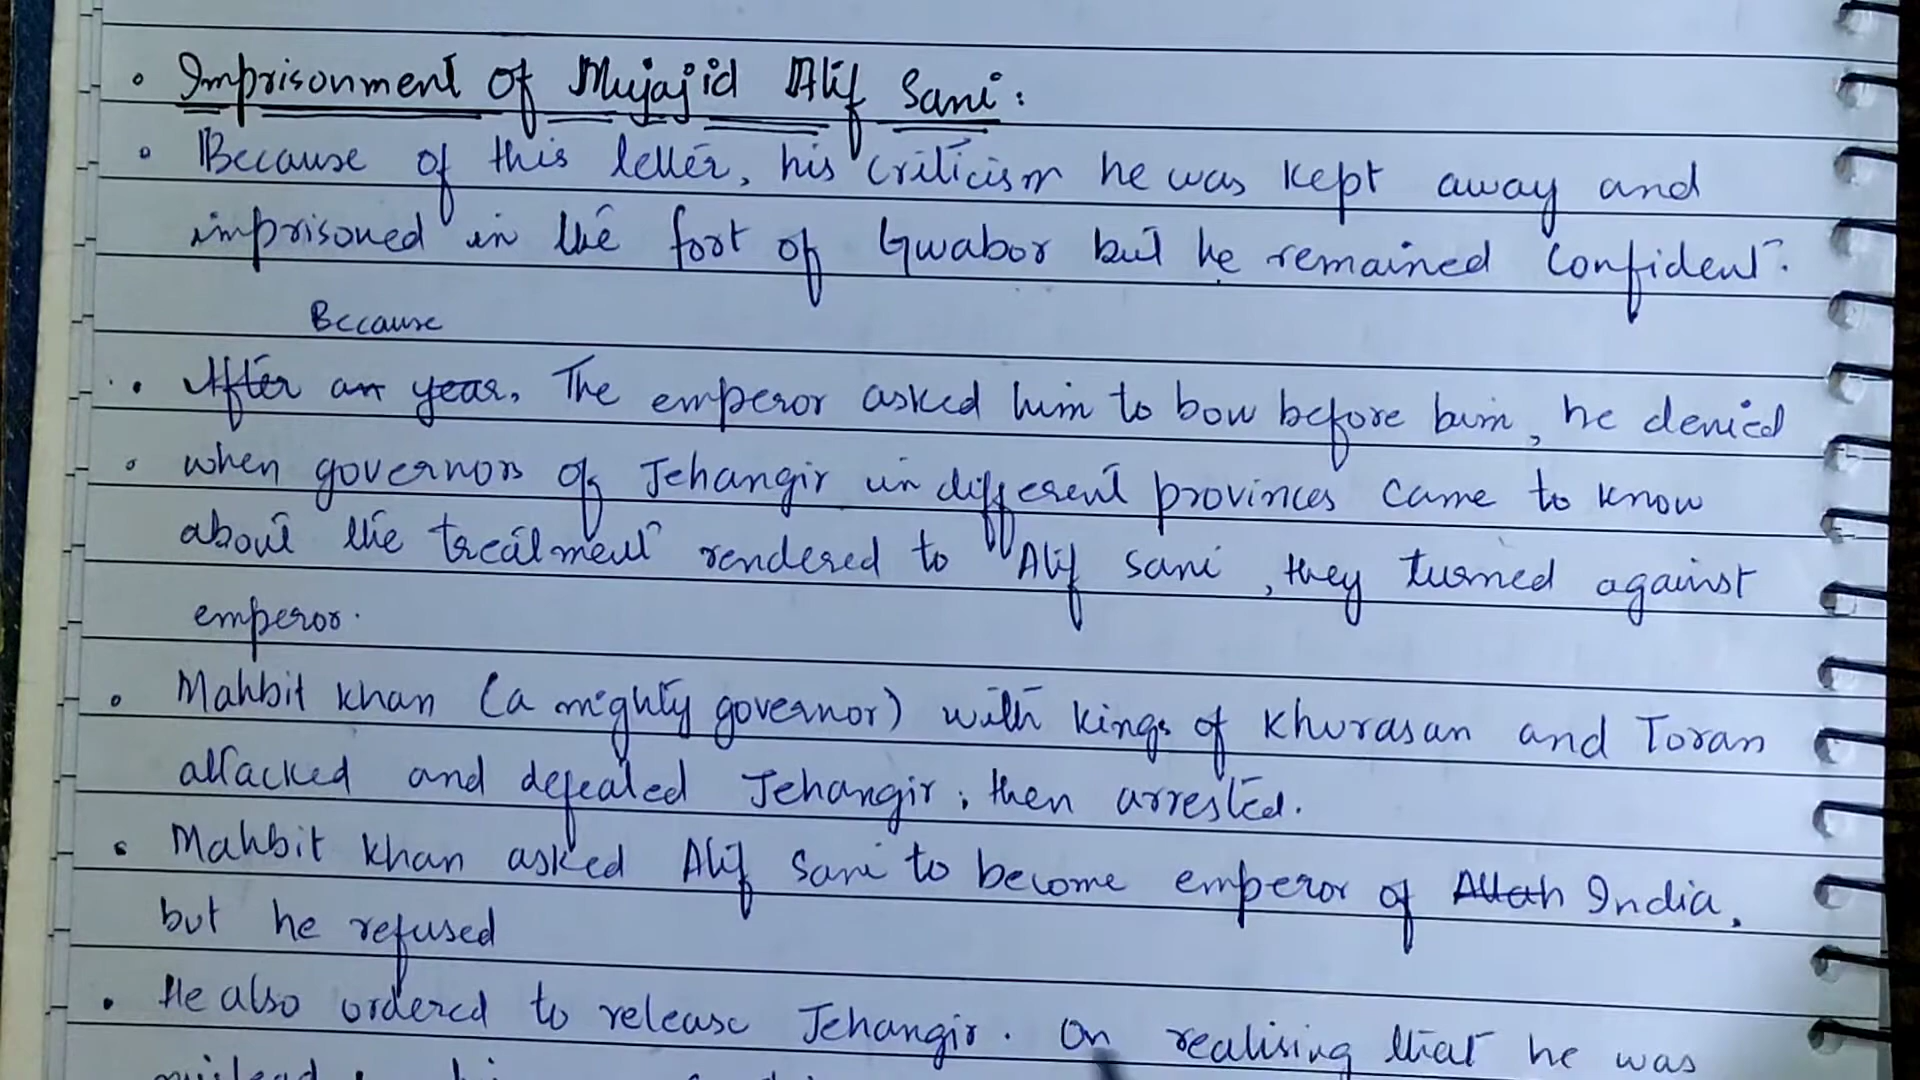 Imprisonment of Mujajid Alif Sani:
Because of this letter, his criticism he was kept away and
imprisoned in the fort of Gwabor but he remained confident.
Because
After an year. The emperor asked him to bow before bim, he denied
when governors of Jehangir in different provinces came to know
about the treatment rendered to Alif Sani, they turned against
emperor.
Mahbit khan (a mighty governor) with kings of Khurasan and Toran
attacked and defeated Jehangir, then arrested.
Mahbit khan asked Alif Sani to become emperor of Allah India,
but he refused
He also ordered to release Jehangir. On realising that he was